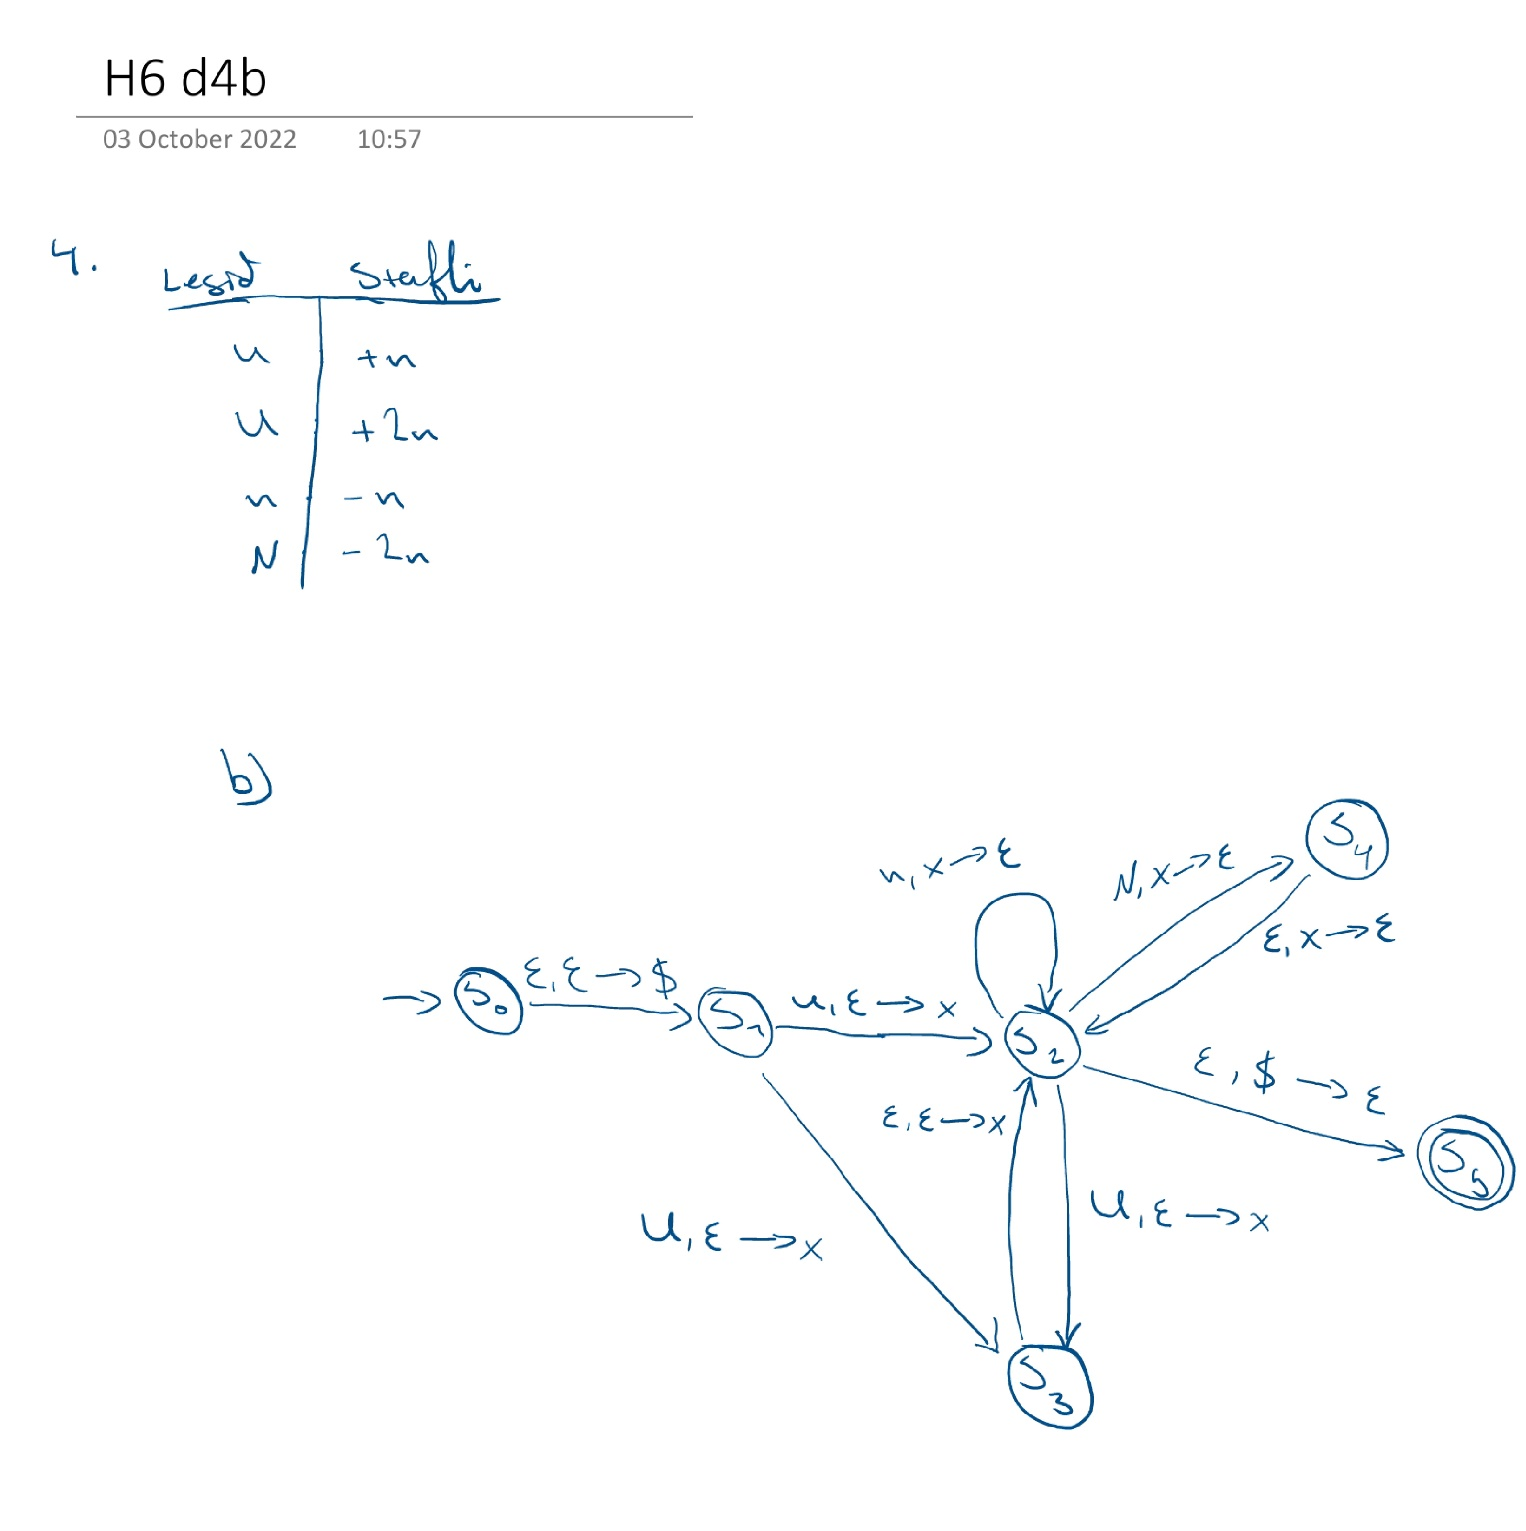 H6 d4b
03 October 2022 10:57
4. Lesið Stafli
u +n
U +2n
n -n
N -2n
b)
S₄
n, x → ε
N, x → ε
ε, x → ε
→ S₀ ε, ε → $ S₁ u, ε → x S₂
ε, $ → ε
ε, ε → x
S₅
U, ε → x
U, ε → x
S₃